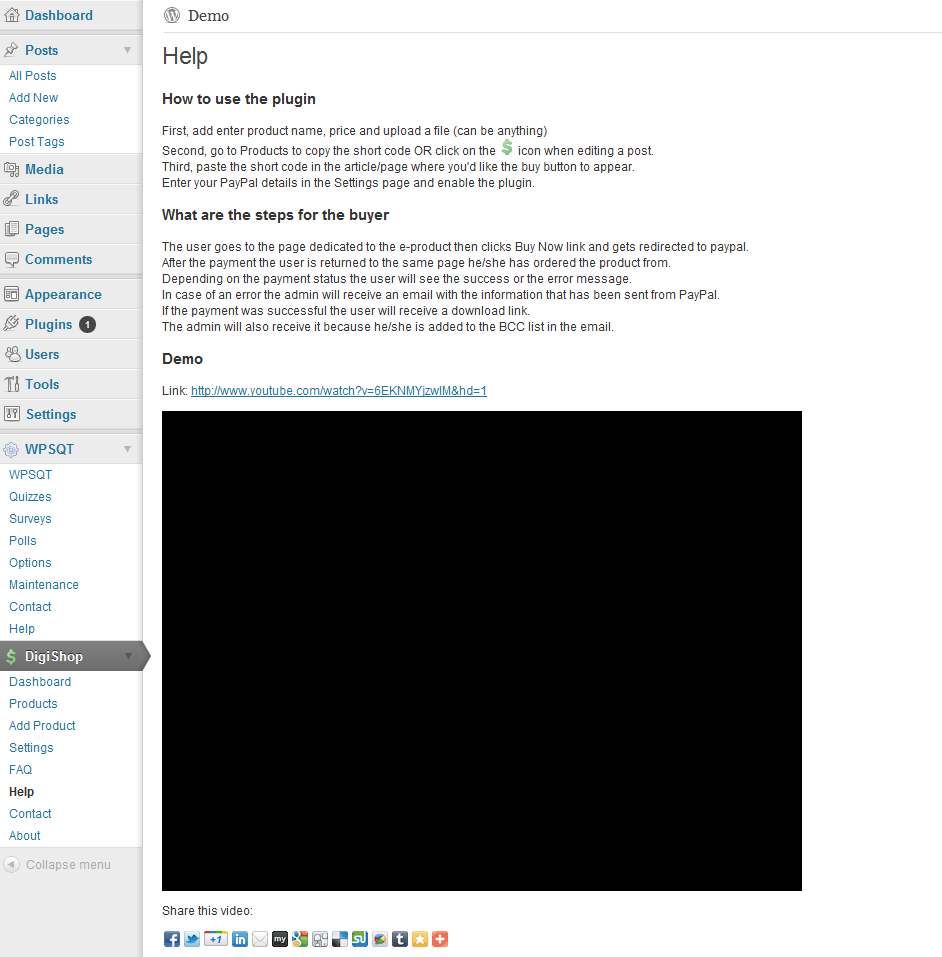 Dashboard
Posts
All Posts
Add New
Categories
Post Tags
Media
Links
Pages
Comments
Appearance
Plugins 1
Users
Tools
Settings
WPSQT
WPSQT
Quizzes
Surveys
Polls
Options
Maintenance
Contact
Help
$ DigiShop
Dashboard
Products
Add Product
Settings
FAQ
Help
Contact
About
Collapse menu
Demo
Help
How to use the plugin
First, add enter product name, price and upload a file (can be anything)
Second, go to Products to copy the short code OR click on the $ icon when editing a post.
Third, paste the short code in the article/page where you'd like the buy button to appear.
Enter your PayPal details in the Settings page and enable the plugin.
What are the steps for the buyer
The user goes to the page dedicated to the e-product then clicks Buy Now link and gets redirected to paypal.
After the payment the user is returned to the same page he/she has ordered the product from.
Depending on the payment status the user will see the success or the error message.
In case of an error the admin will receive an email with the information that has been sent from PayPal.
If the payment was successful the user will receive a download link.
The admin will also receive it because he/she is added to the BCC list in the email.
Demo
Link: http://www.youtube.com/watch?v=6EKNMYjzwlM&hd=1
Share this video:
f +1 in my g su t +